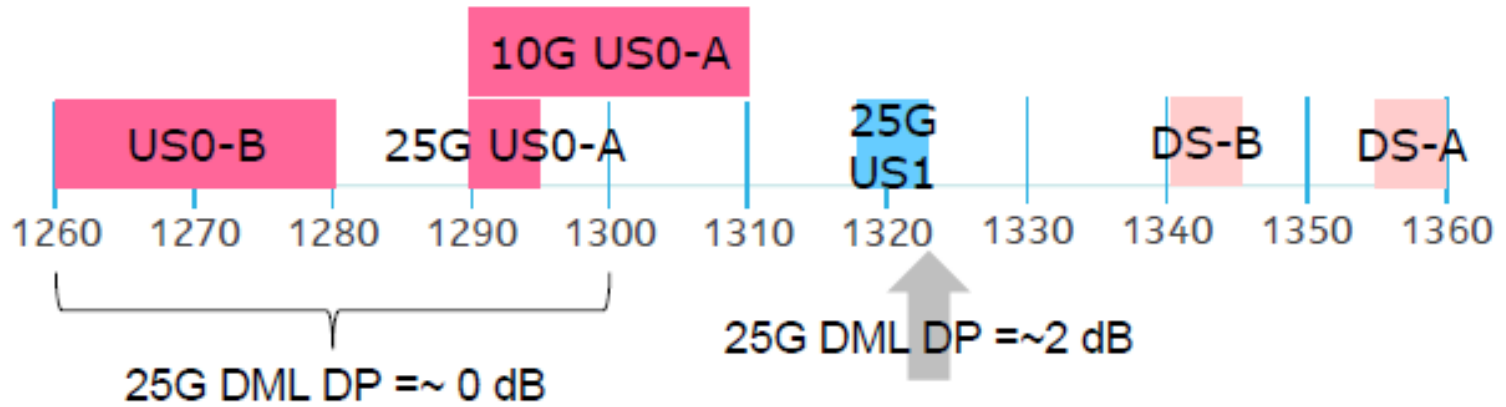 10G US0-A
US0-B
25G US0-A
25G
US1
DS-B
DS-A
1260 1270 1280 1290 1300 1310 1320 1330 1340 1350 1360
25G DML DP =~2 dB
25G DML DP =~ 0 dB